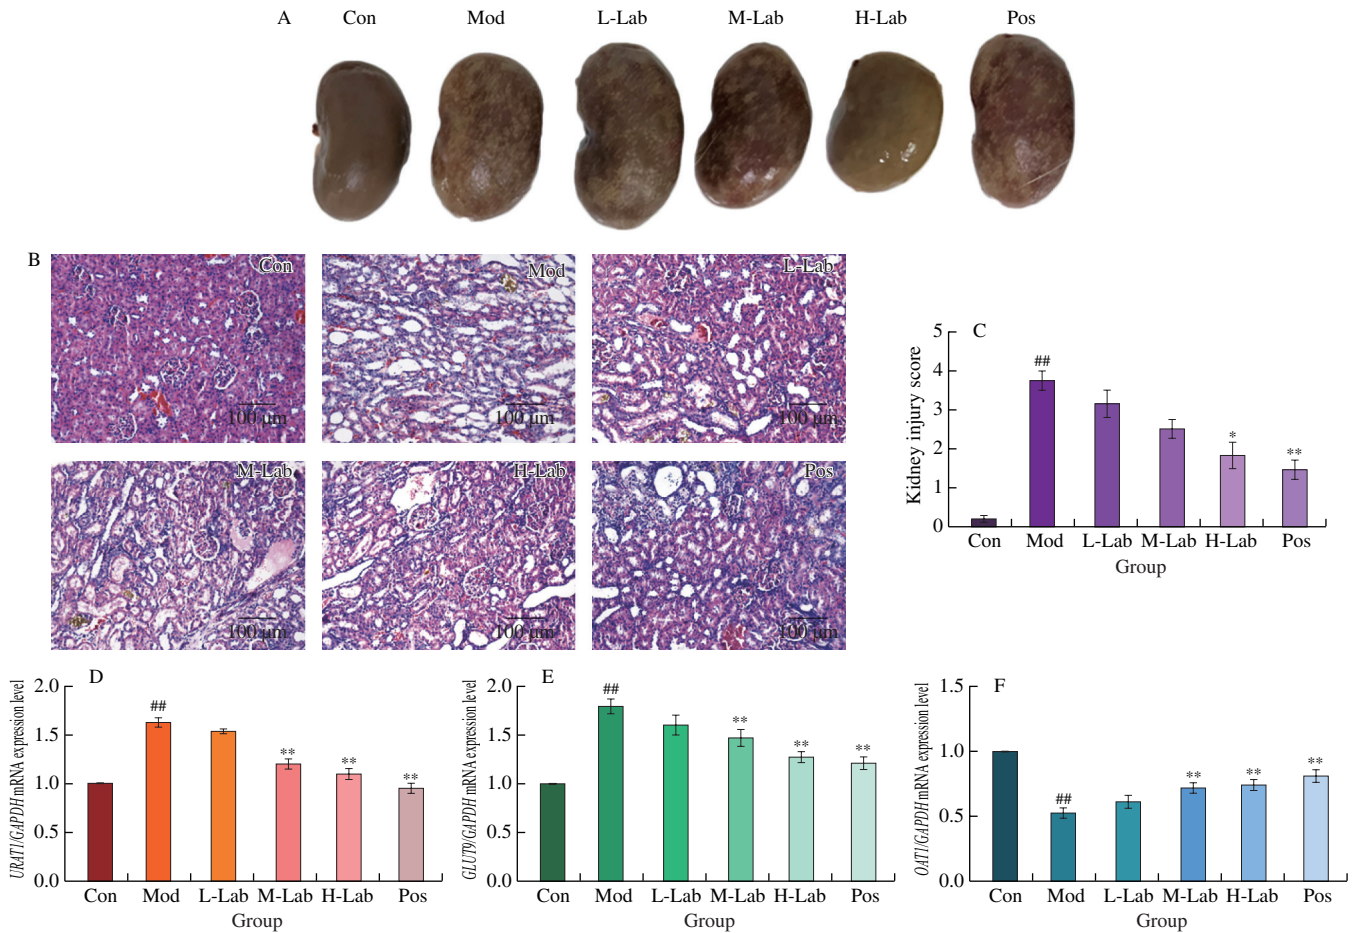 A Con Mod L-Lab M-Lab H-Lab Pos
B
Con
100 μm
Mod
100 μm
L-Lab
100 μm
M-Lab
100 μm
H-Lab
100 μm
Pos
100 μm
C
Kidney injury score
5
4
3
2
1
0
##
*
**
Con Mod L-Lab M-Lab H-Lab Pos
Group
D
URAT1/GAPDH mRNA expression level
2.0
1.5
1.0
0.5
0.0
##
**
**
**
Con Mod L-Lab M-Lab H-Lab Pos
Group
E
GLUT9/GAPDH mRNA expression level
2.0
1.5
1.0
0.5
0.0
##
**
**
**
Con Mod L-Lab M-Lab H-Lab Pos
Group
F
OAT1/GAPDH mRNA expression level
1.5
1.0
0.5
0.0
##
**
**
**
Con Mod L-Lab M-Lab H-Lab Pos
Group